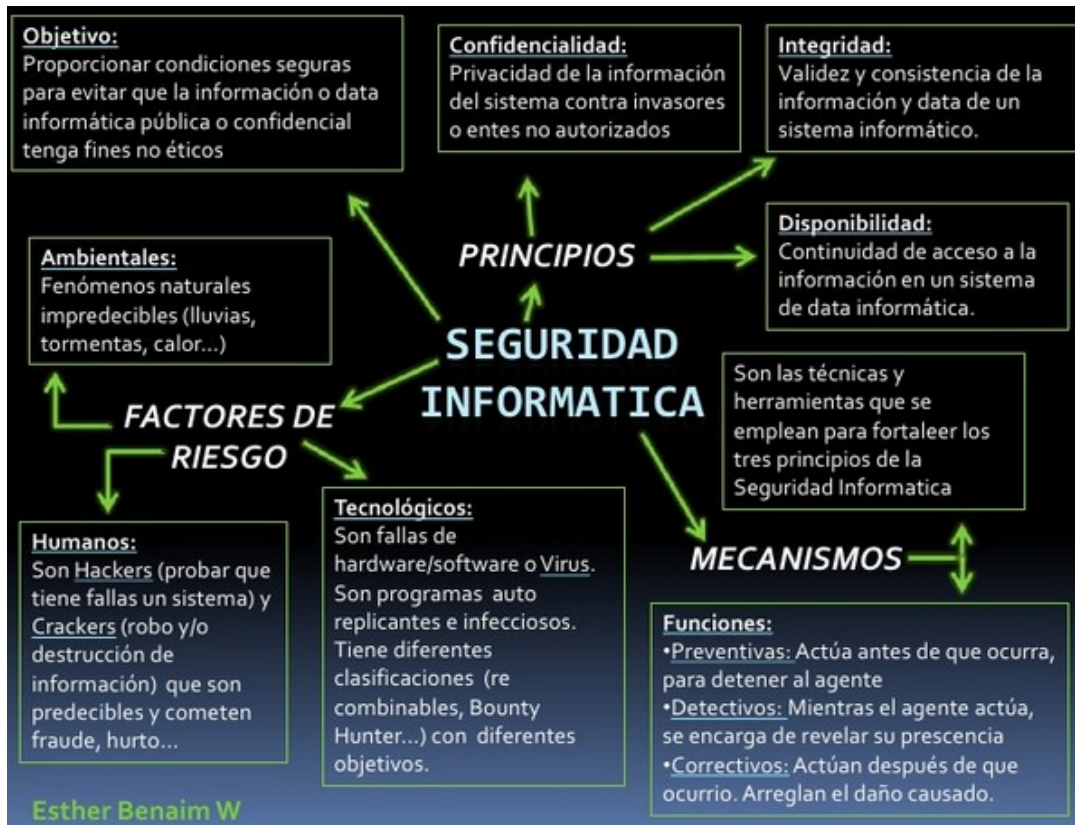 Objetivo:
Proporcionar condiciones seguras
para evitar que la información o data
informática pública o confidencial
tenga fines no éticos
Confidencialidad:
Privacidad de la información
del sistema contra invasores
o entes no autorizados
Integridad:
Validez y consistencia de la
información y data de un
sistema informático.
PRINCIPIOS
Disponibilidad:
Continuidad de acceso a la
información en un sistema
de data informática.
Ambientales:
Fenómenos naturales
impredecibles (lluvias,
tormentas, calor...)
SEGURIDAD
INFORMATICA
FACTORES DE
RIESGO
Son las técnicas y
herramientas que se
emplean para fortaleer los
tres principios de la
Seguridad Informatica
Humanos:
Son Hackers (probar que
tiene fallas un sistema) y
Crackers (robo y/o
destrucción de
información) que son
predecibles y cometen
fraude, hurto...
Tecnológicos:
Son fallas de
hardware/software o Virus.
Son programas auto
replicantes e infecciosos.
Tiene diferentes
clasificaciones (re
combinables, Bounty
Hunter...) con diferentes
objetivos.
MECANISMOS
Funciones:
•Preventivas: Actúa antes de que ocurra,
para detener al agente
•Detectivos: Mientras el agente actúa,
se encarga de revelar su prescencia
•Correctivos: Actúan después de que
ocurrio. Arreglan el daño causado.
Esther Benaim W